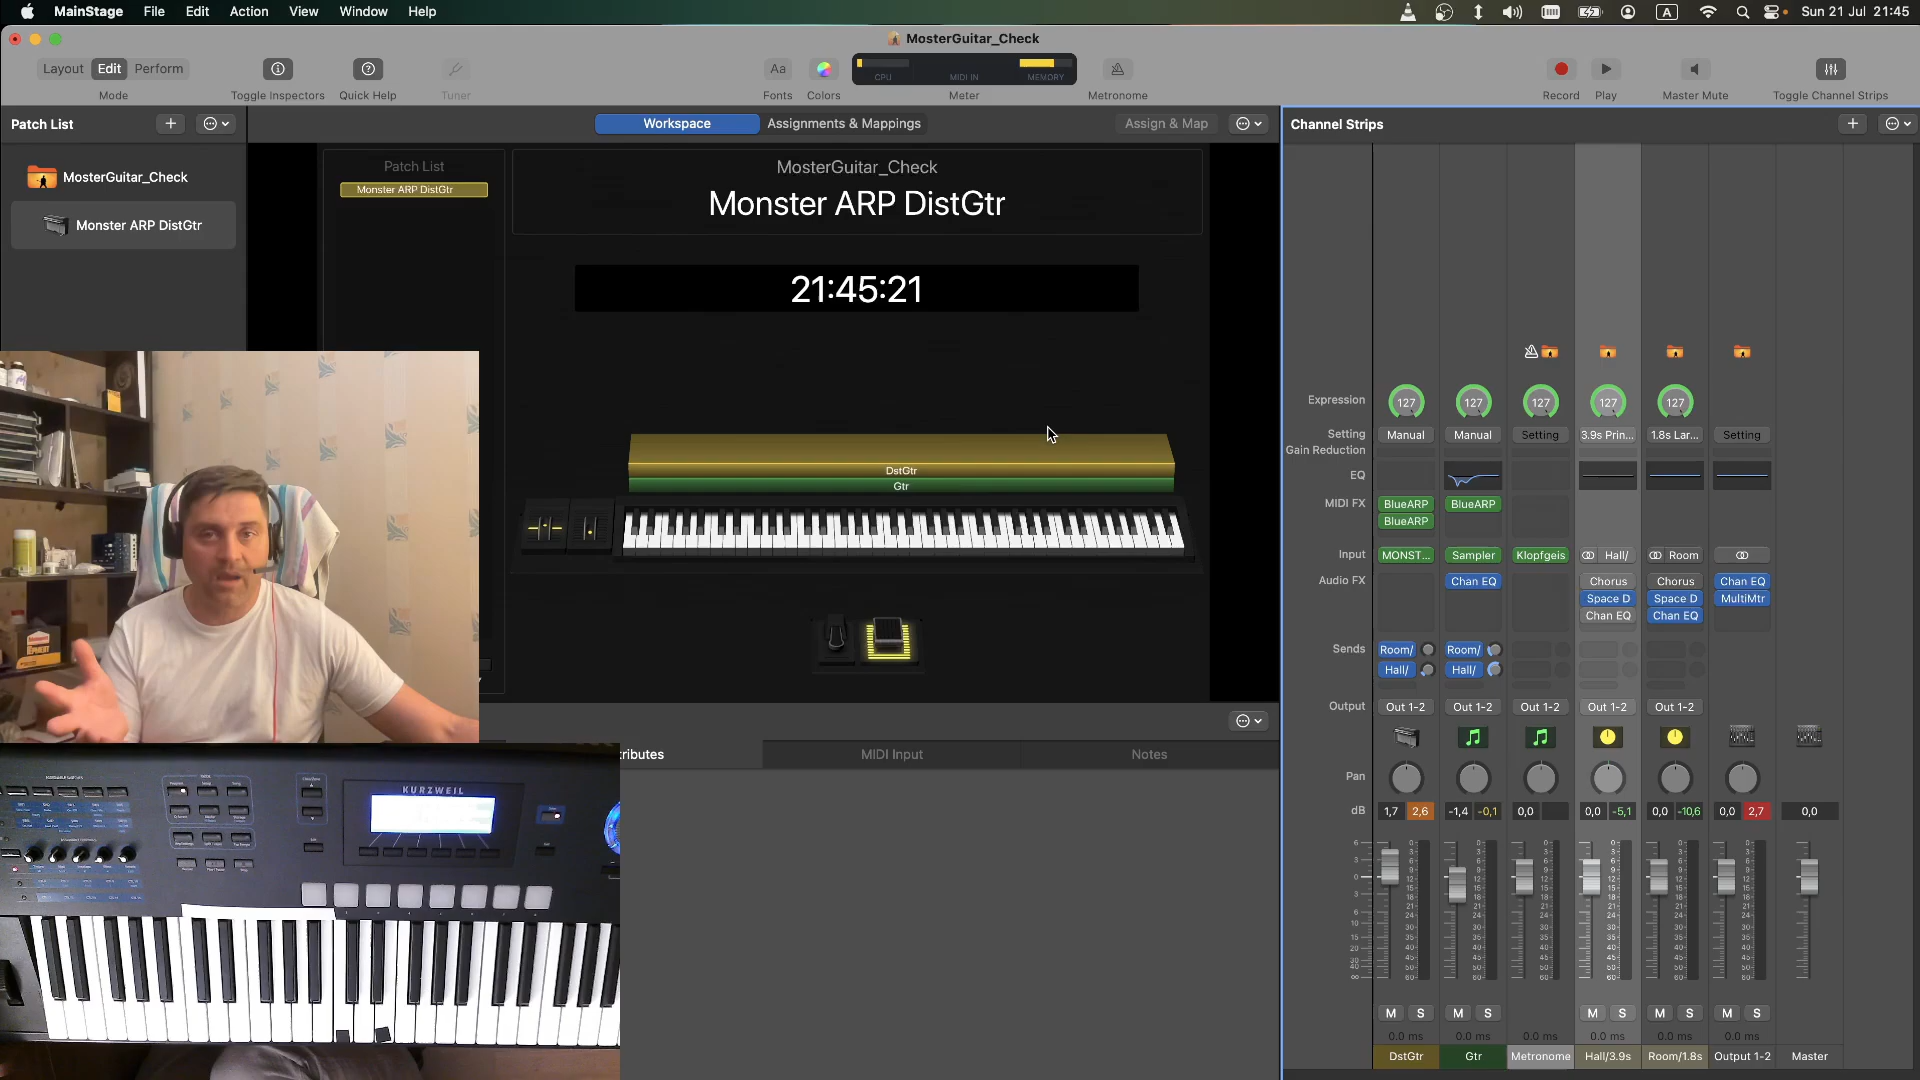 MainStage File Edit Action View Window Help
A Sun 21 Jul 21:45
MosterGuitar_Check
Layout Edit Perform
Mode
Toggle Inspectors
Quick Help
Tuner
Aa
Fonts
Colors
CPU MIDI IN MEMORY
Meter
Metronome
Record
Play
Master Mute
Toggle Channel Strips
Patch List
Workspace
Assignments & Mappings
Assign & Map
Channel Strips
MosterGuitar_Check
Monster ARP DistGtr
Patch List
Monster ARP DistGtr
MosterGuitar_Check
Monster ARP DistGtr
21:45:21
DstGtr
Gtr
Expression 127 127 127 127 127
Setting Manual Manual Setting 3.9s Prin... 1.8s Lar... Setting
Gain Reduction
EQ
MIDI FX BlueARP BlueARP
BlueARP
Input MONST... Sampler Klopfgeis Hall/ Room
Audio FX Chan EQ Chorus Chorus Chan EQ
Space D Space D MultiMtr
Chan EQ Chan EQ
Sends Room/ Room/
Hall/ Hall/
Output Out 1-2 Out 1-2 Out 1-2 Out 1-2 Out 1-2
Pan
dB 1,7 2,6 -1,4 -0,1 0,0 0,0 -5,1 0,0 -10,6 0,0 2,7 0,0
M S M S M S M S M S
0.0 ms 0.0 ms 0.0 ms 0.0 ms 0.0 ms 0.0 ms
DstGtr Gtr Metronome Hall/3.9s Room/1.8s Output 1-2 Master
tributes
MIDI Input
Notes
KURZWEIL